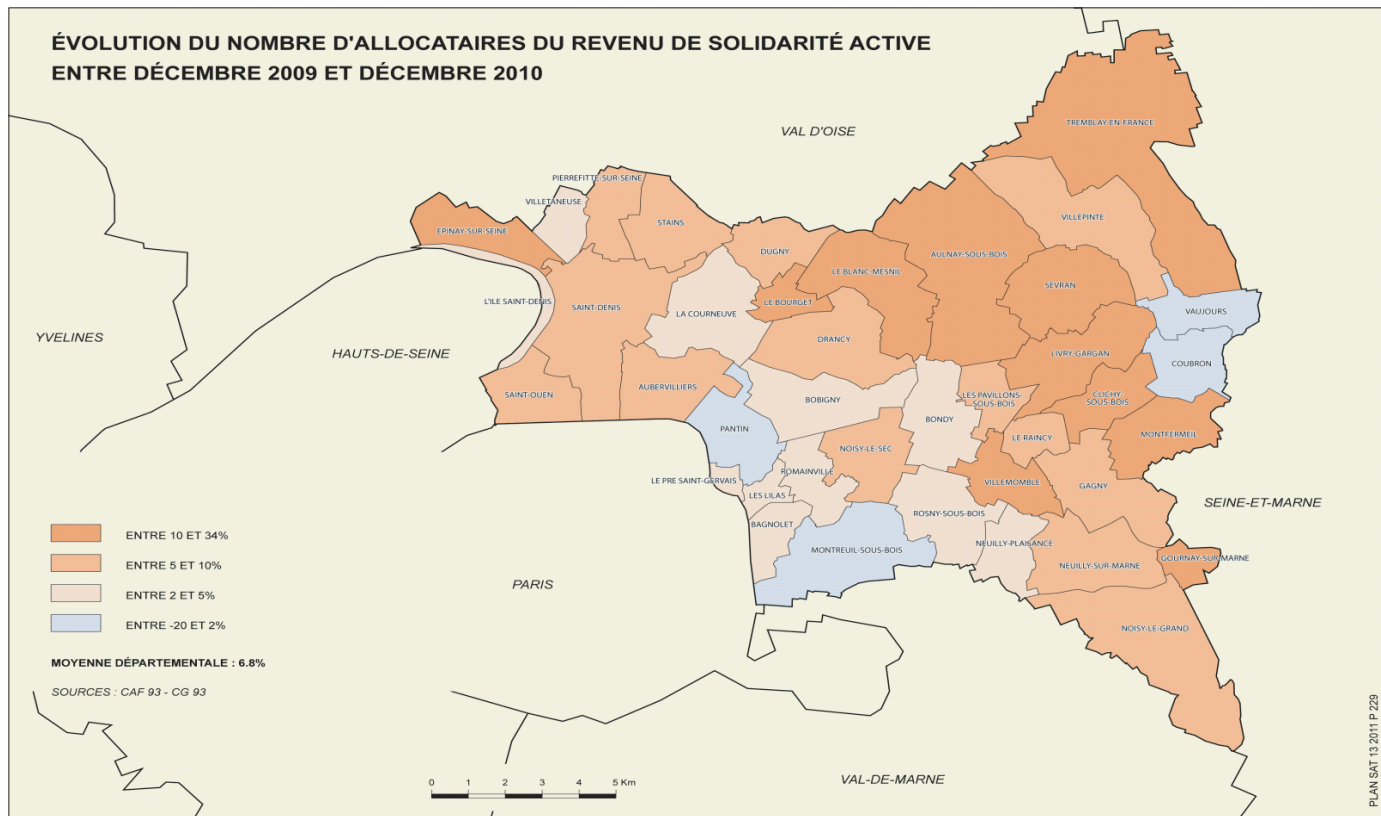 ÉVOLUTION DU NOMBRE D'ALLOCATAIRES DU REVENU DE SOLIDARITÉ ACTIVE
ENTRE DÉCEMBRE 2009 ET DÉCEMBRE 2010
VAL D'OISE
TREMBLAY-EN-FRANCE
PIERREFITTE-SUR-SEINE
VILLETANEUSE
STAINS
VILLEPINTE
EPINAY-SUR-SEINE
DUGNY
AULNAY-SOUS-BOIS
LE BLANC-MESNIL
SEVRAN
L'ILE SAINT-DENIS
SAINT-DENIS
LE BOURGET
LA COURNEUVE
VAUJOURS
YVELINES
HAUTS-DE-SEINE
DRANCY
LIVRY-GARGAN
COUBRON
AUBERVILLIERS
SAINT-OUEN
BOBIGNY
LES PAVILLONS-
SOUS-BOIS
CLICHY-
SOUS-BOIS
BONDY
PANTIN
LE RAINCY
MONTFERMEIL
NOISY-LE-SEC
ROMAINVILLE
LE PRE SAINT-GERVAIS
VILLEMOMBLE
GAGNY
LES LILAS
SEINE-ET-MARNE
ROSNY-SOUS-BOIS
BAGNOLET
NEUILLY-PLAISANCE
MONTREUIL-SOUS-BOIS
GOURNAY-SUR-MARNE
NEUILLY-SUR-MARNE
PARIS
NOISY-LE-GRAND
ENTRE 10 ET 34%
ENTRE 5 ET 10%
ENTRE 2 ET 5%
ENTRE -20 ET 2%
MOYENNE DÉPARTEMENTALE : 6.8%
SOURCES : CAF 93 - CG 93
0 1 2 3 4 5 Km
VAL-DE-MARNE
PLAN SAT 13 2011 P 229